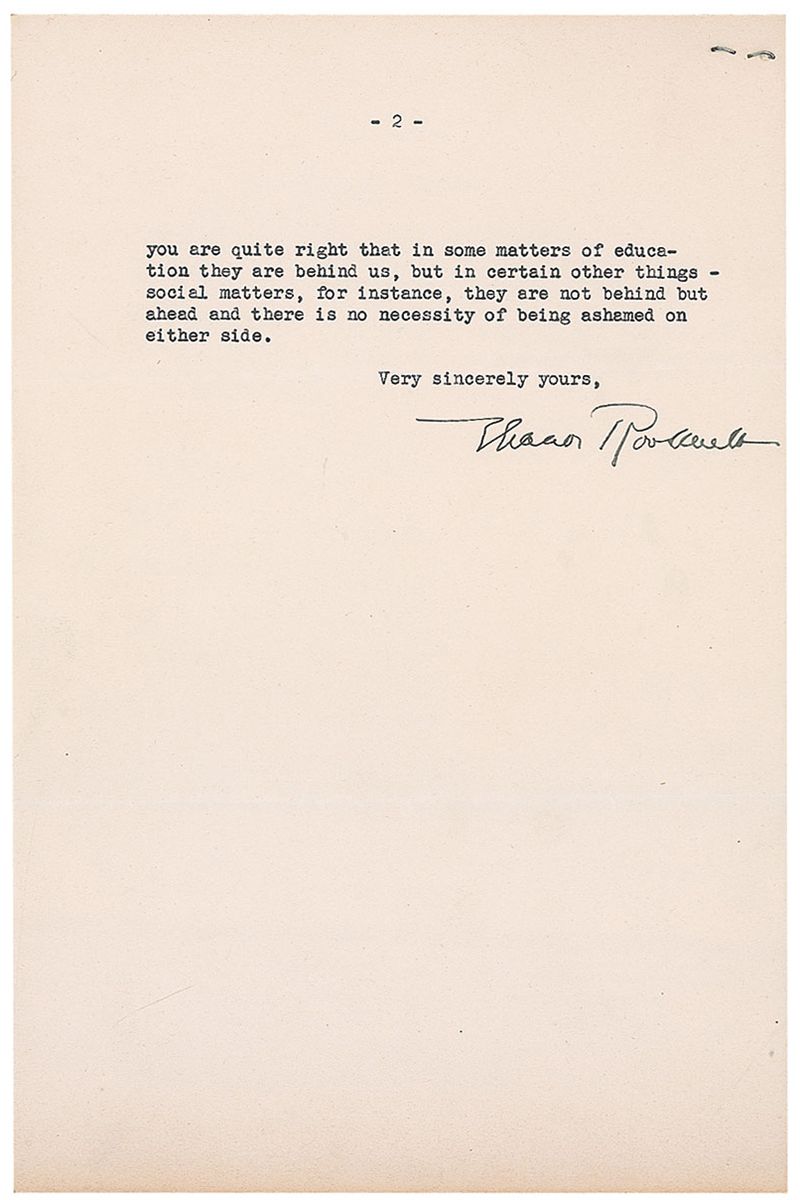 - 2 -
you are quite right that in some matters of educa-
tion they are behind us, but in certain other things -
social matters, for instance, they are not behind but
ahead and there is no necessity of being ashamed on
either side.
Very sincerely yours,
Eleanor Roosevelt